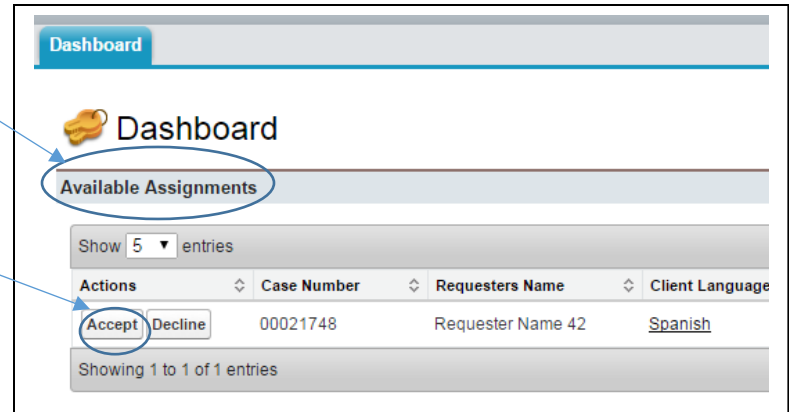 Dashboard
Dashboard
Available Assignments
Show 5 entries
Actions Case Number Requesters Name Client Language
Accept Decline 00021748 Requester Name 42 Spanish
Showing 1 to 1 of 1 entries